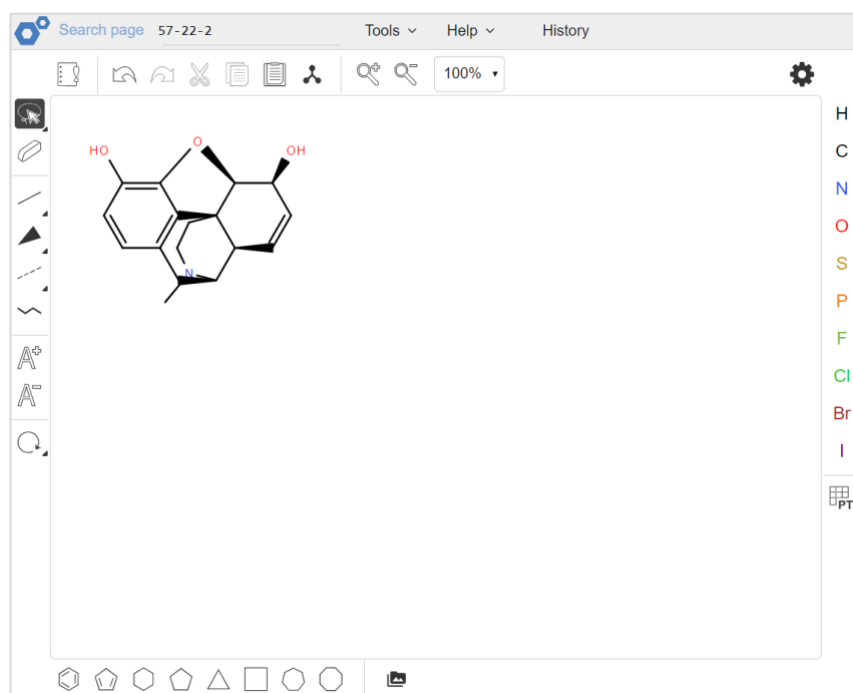 Search page 57-22-2 Tools Help History
100%
H
HO O OH
C
N
O
S
N
P
F
A+
Cl
A-
Br
I
PT